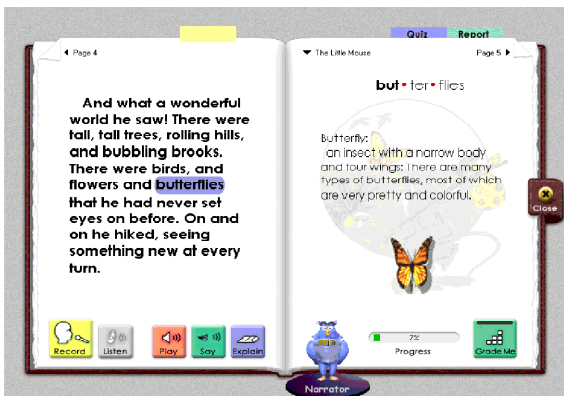 Quiz Report
Page 4
The Little Mouse
Page 5
And what a wonderful
world he saw! There were
tall, tall trees, rolling hills,
and bubbling brooks.
There were birds, and
flowers and butterflies
that he had never set
eyes on before. On and
on he hiked, seeing
something new at every
turn.
but • ter • flies
Butterfly:
an insect with a narrow body
and four wings: There are many
types of butterflies, most of which
are very pretty and colorful.
Close
Record
Listen
Play
Say
Explain
Narrator
7%
Progress
Grade Me